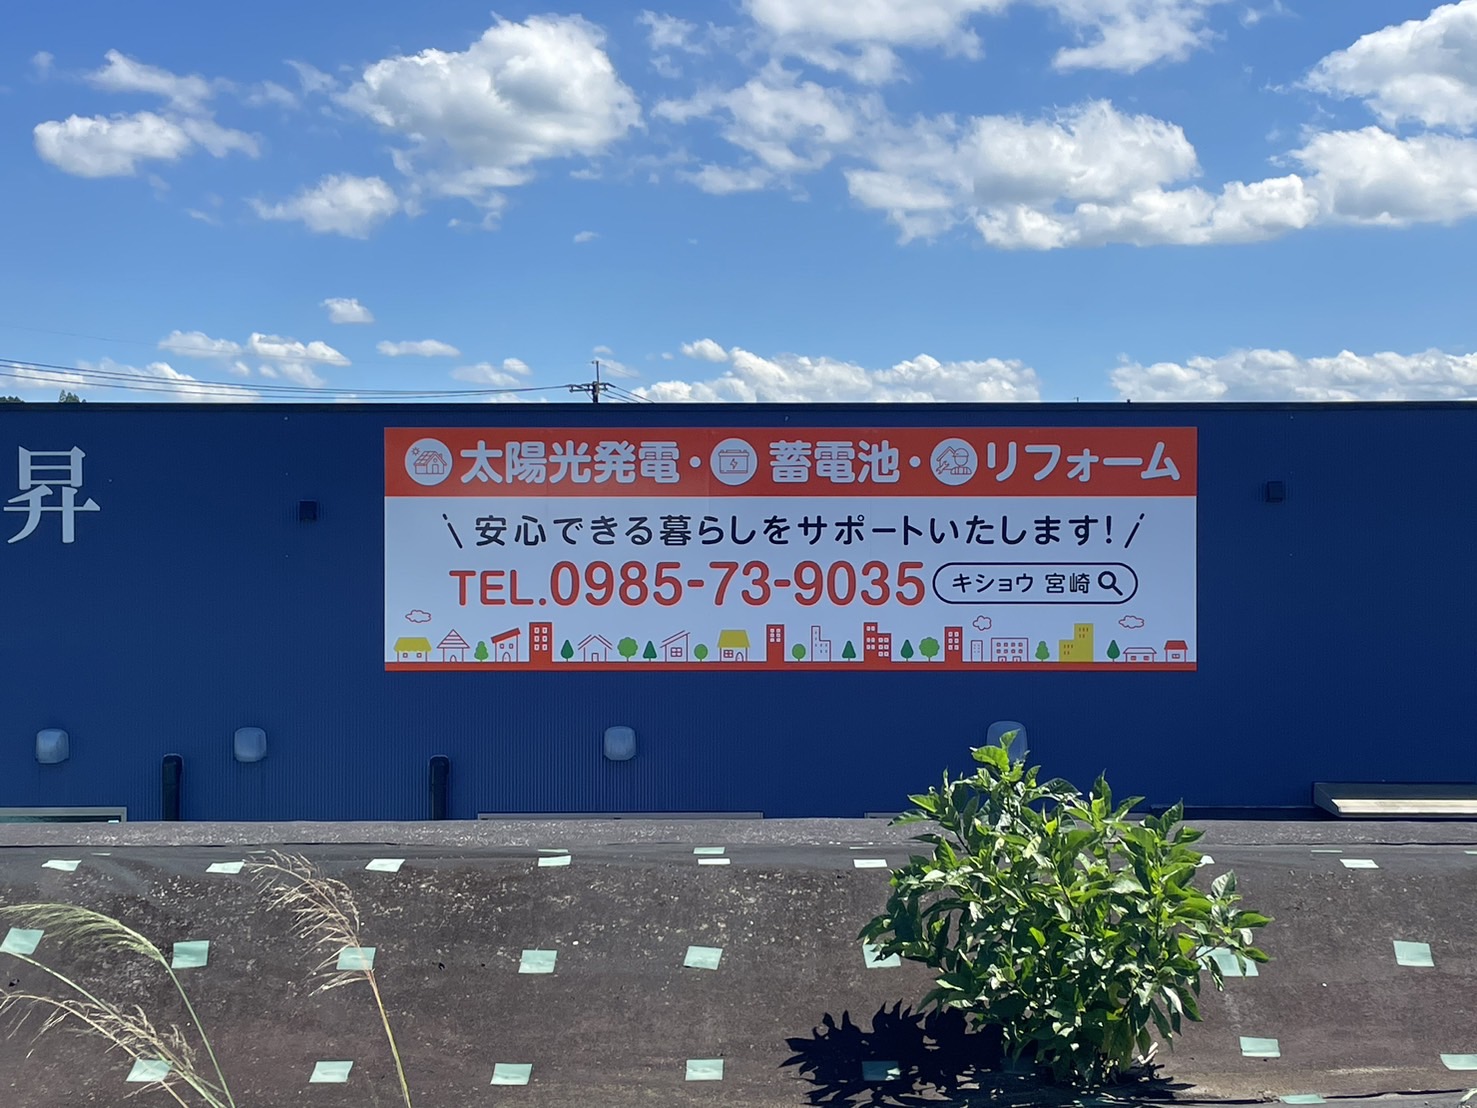 昇
太陽光発電・蓄電池・リフォーム
\ 安心できる暮らしをサポートいたします! /
TEL.0985-73-9035 キショウ 宮崎